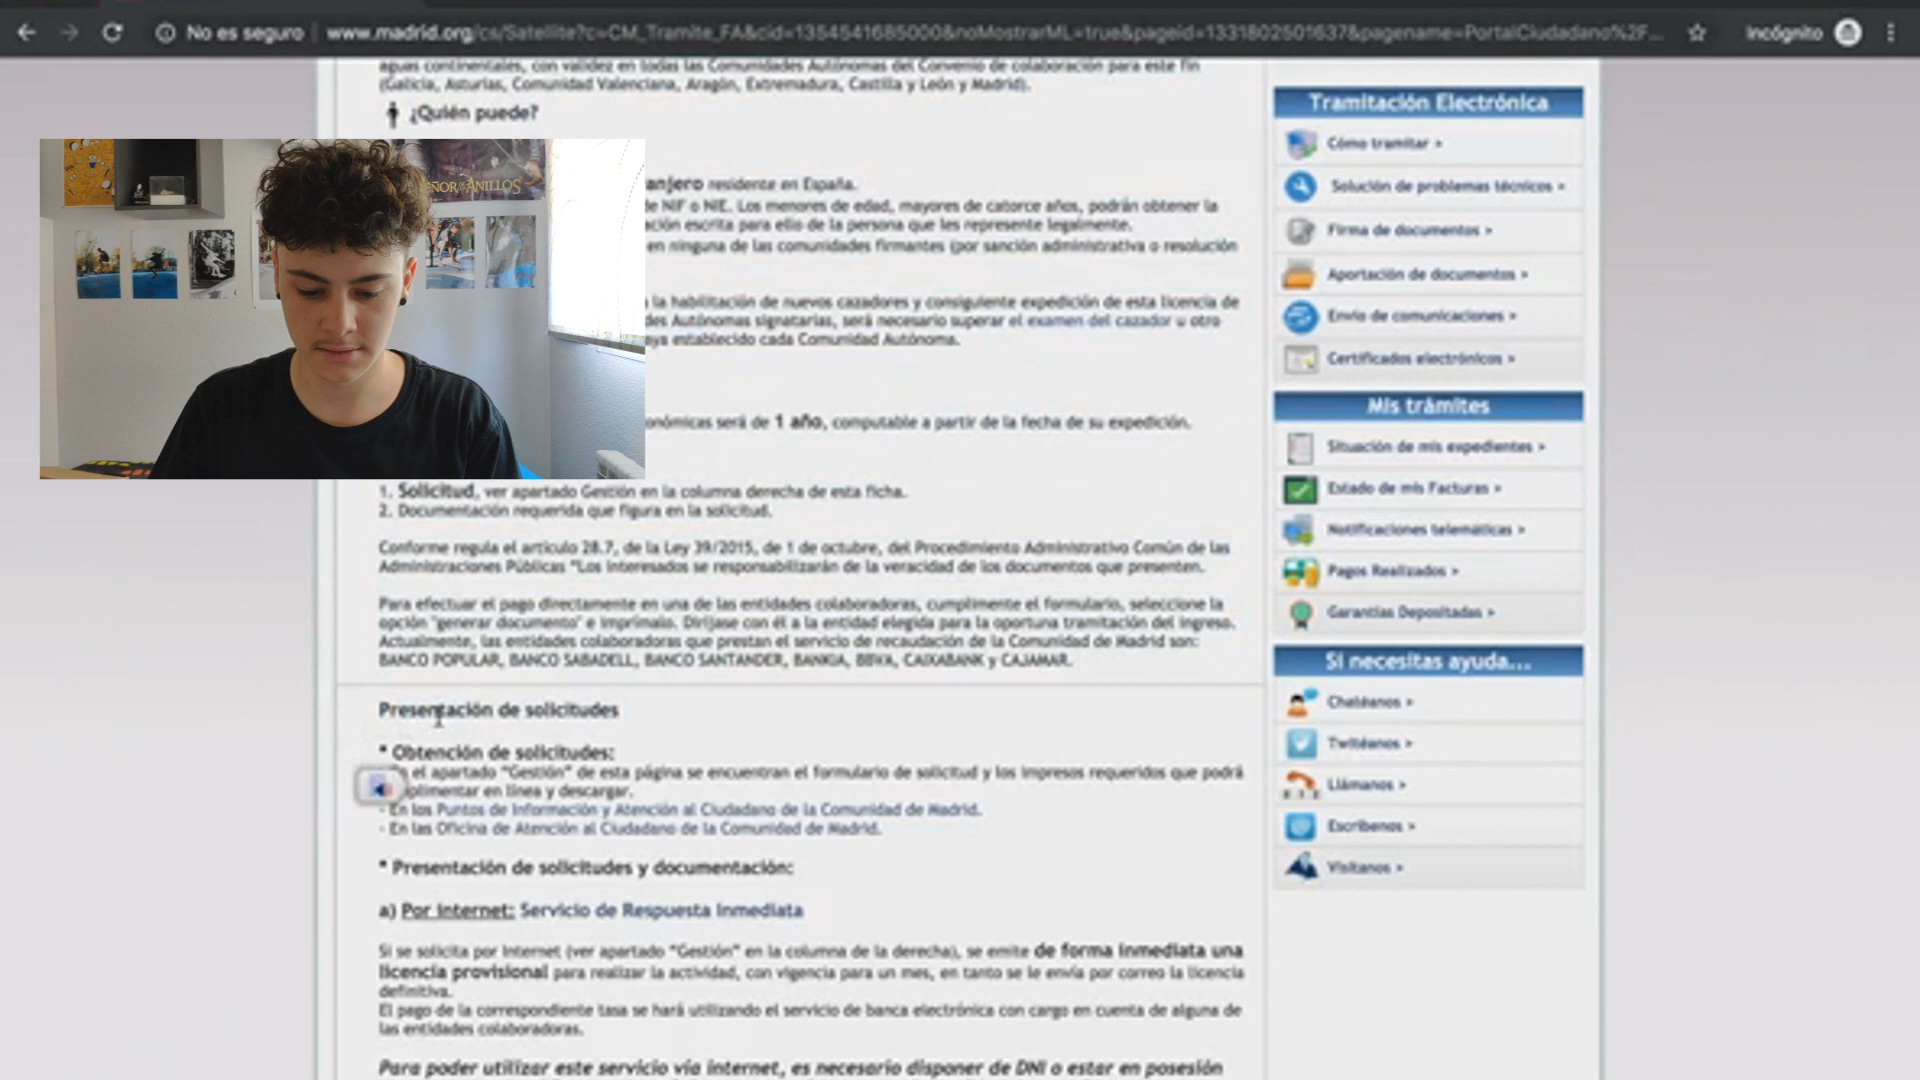 No es seguro | www.madrid.org/cs/Satellite?c=CM_Tramite_FA&cid=1354541685000&noMostrarML=true&pageid=1331802501637&pagename=PortalCiudadano%2F... Incógnito
aguas continentales, con validez en todas las Comunidades Autónomas del Convenio de colaboración para este fin
(Galicia, Asturias, Comunidad Valenciana, Aragón, Extremadura, Castilla y León y Madrid).
¿Quién puede?
anjero residente en España.
de NIF o NIE. Los menores de edad, mayores de catorce años, podrán obtener la
ación escrita para ello de la persona que les represente legalmente.
en ninguna de las comunidades firmantes (por sanción administrativa o resolución
la habilitación de nuevos cazadores y consiguiente expedición de esta licencia de
des Autónomas signatarias, será necesario superar el examen del cazador u otro
aya establecido cada Comunidad Autónoma.
onómicas será de 1 año, computable a partir de la fecha de su expedición.
1. Solicitud, ver apartado Gestión en la columna derecha de esta ficha.
2. Documentación requerida que figura en la solicitud.
Conforme regula el artículo 28.7, de la Ley 39/2015, de 1 de octubre, del Procedimiento Administrativo Común de las
Administraciones Públicas "Los interesados se responsabilizarán de la veracidad de los documentos que presenten.
Para efectuar el pago directamente en una de las entidades colaboradoras, cumplimente el formulario, seleccione la
opción "generar documento" e imprímalo. Diríjase con él a la entidad elegida para la oportuna tramitación del ingreso.
Actualmente, las entidades colaboradoras que prestan el servicio de recaudación de la Comunidad de Madrid son:
BANCO POPULAR, BANCO SABADELL, BANCO SANTANDER, BANKIA, BBVA, CAIXABANK y CAJAMAR.
Presentación de solicitudes
* Obtención de solicitudes:
el apartado "Gestión" de esta página se encuentran el formulario de solicitud y los impresos requeridos que podrá
plimentar en línea y descargar.
- En los Puntos de Información y Atención al Ciudadano de la Comunidad de Madrid.
- En las Oficina de Atención al Ciudadano de la Comunidad de Madrid.
* Presentación de solicitudes y documentación:
a) Por Internet: Servicio de Respuesta Inmediata
Si se solicita por Internet (ver apartado "Gestión" en la columna de la derecha), se emite de forma inmediata una
licencia provisional para realizar la actividad, con vigencia para un mes, en tanto se le envía por correo la licencia
definitiva.
El pago de la correspondiente tasa se hará utilizando el servicio de banca electrónica con cargo en cuenta de alguna de
las entidades colaboradoras.
Para poder utilizar este servicio vía internet, es necesario disponer de DNI o estar en posesión
Tramitación Electrónica
Cómo tramitar >
Solución de problemas técnicos >
Firma de documentos >
Aportación de documentos >
Envío de comunicaciones >
Certificados electrónicos >
Mis trámites
Situación de mis expedientes >
Estado de mis Facturas >
Notificaciones telemáticas >
Pagos Realizados >
Garantías Depositadas >
Si necesitas ayuda...
Chatéanos >
Twitéanos >
Llámanos >
Escríbenos >
Visítanos >
EÑOR de los ANILLOS